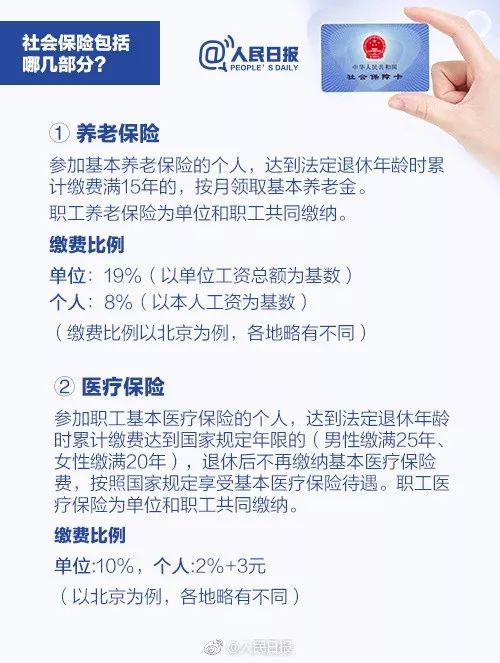 社会保险包括
哪几部分？
@人民日报
PEOPLE'S DAILY
中华人民共和国
社会保障卡
① 养老保险
参加基本养老保险的个人，达到法定退休年龄时累
计缴费满15年的，按月领取基本养老金。
职工养老保险为单位和职工共同缴纳。
缴费比例
单位：19%（以单位工资总额为基数）
个人：8%（以本人工资为基数）
（缴费比例以北京为例，各地略有不同）
② 医疗保险
参加职工基本医疗保险的个人，达到法定退休年龄
时累计缴费达到国家规定年限的（男性缴满25年、
女性缴满20年），退休后不再缴纳基本医疗保险
费，按照国家规定享受基本医疗保险待遇。职工医
疗保险为单位和职工共同缴纳。
缴费比例
单位:10%，个人:2%+3元
（以北京为例，各地略有不同）
@人民日报